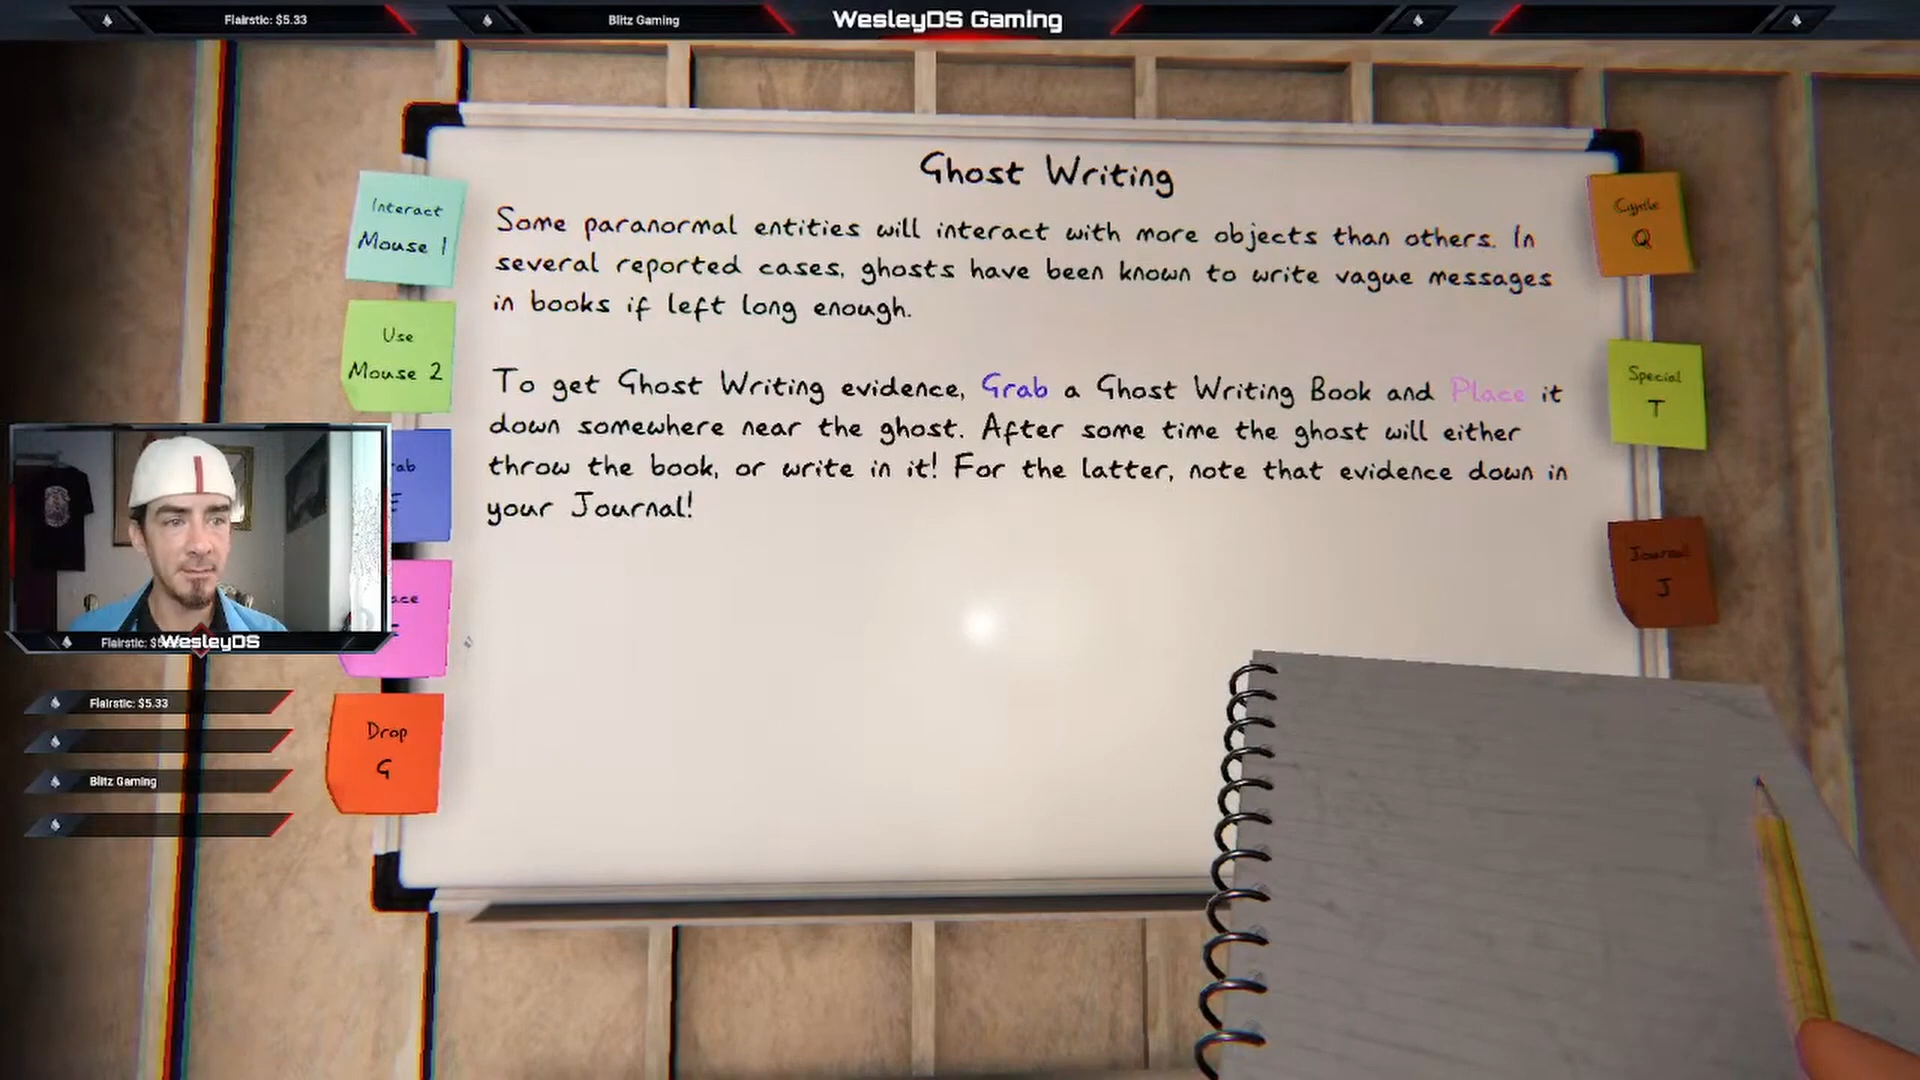 Flairstic: $5.33
Blitz Gaming
WesleyDS Gaming
Ghost Writing
Some paranormal entities will interact with more objects than others. In
several reported cases, ghosts have been known to write vague messages
in books if left long enough.
To get Ghost Writing evidence, Grab a Ghost Writing Book and Place it
down somewhere near the ghost. After some time the ghost will either
throw the book, or write in it! For the latter, note that evidence down in
your Journal!
Interact
Mouse 1
Use
Mouse 2
rab
E
ace
F
Drop
G
Cycle
Q
Special
T
Journal
J
Flairstic: $
WesleyDS
Flairstic: $5.33
Blitz Gaming